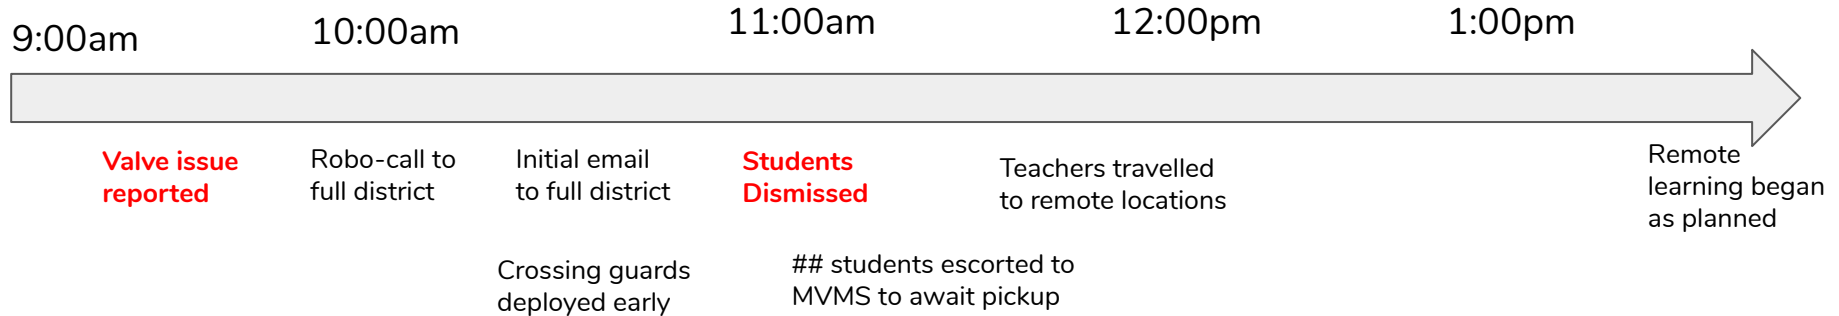 9:00am
10:00am
11:00am
12:00pm
1:00pm
Valve issue
reported
Robo-call to
full district
Initial email
to full district
Crossing guards
deployed early
Students
Dismissed
## students escorted to
MVMS to await pickup
Teachers travelled
to remote locations
Remote
learning began
as planned